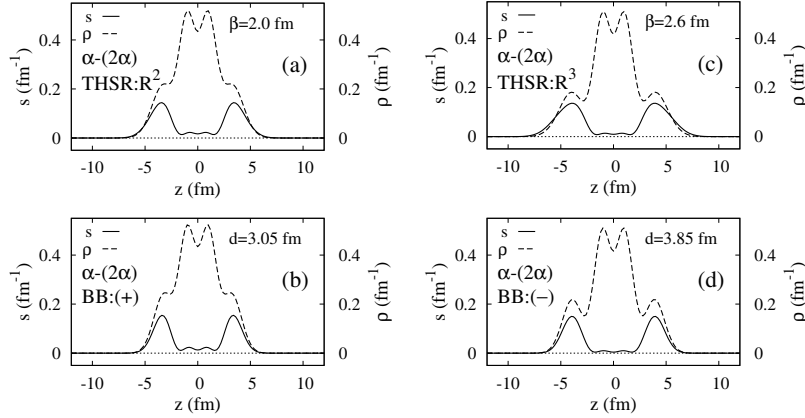 s
ρ
α-(2α)
THSR:R²
β=2.0 fm
(a)
s (fm⁻¹)
ρ (fm⁻¹)
0.4
0.2
0
0.4
0.2
0
-10 -5 0 5 10
z (fm)
s
ρ
α-(2α)
THSR:R³
β=2.6 fm
(c)
s (fm⁻¹)
ρ (fm⁻¹)
0.4
0.2
0
0.4
0.2
0
-10 -5 0 5 10
z (fm)
s
ρ
α-(2α)
BB:(+)
d=3.05 fm
(b)
s (fm⁻¹)
ρ (fm⁻¹)
0.4
0.2
0
0.4
0.2
0
-10 -5 0 5 10
z (fm)
s
ρ
α-(2α)
BB:(−)
d=3.85 fm
(d)
s (fm⁻¹)
ρ (fm⁻¹)
0.4
0.2
0
0.4
0.2
0
-10 -5 0 5 10
z (fm)